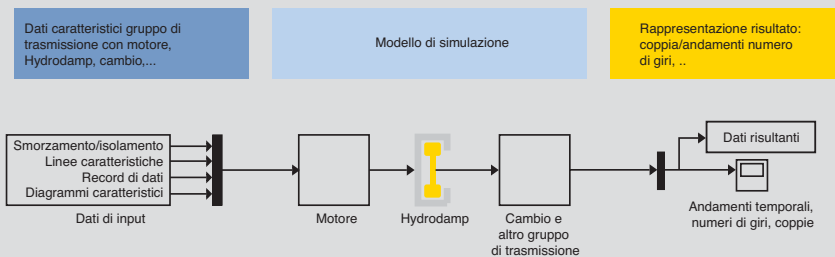 Dati caratteristici gruppo di
trasmissione con motore,
Hydrodamp, cambio,...
Modello di simulazione
Rappresentazione risultato:
coppia/andamenti numero
di giri, ..
Smorzamento/isolamento
Linee caratteristiche
Record di dati
Diagrammi caratteristici
Dati di input
Motore
Hydrodamp
Cambio e
altro gruppo
di trasmissione
Dati risultanti
Andamenti temporali,
numeri di giri, coppie